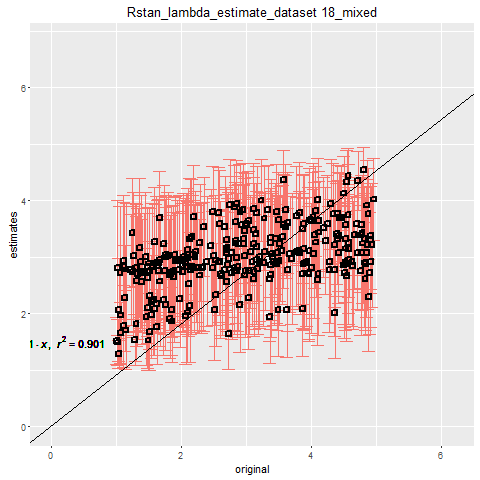 Rstan_lambda_estimate_dataset 18_mixed
6
4
estimates
2
1 · x, r² = 0.901
0
0 2 4 6
original